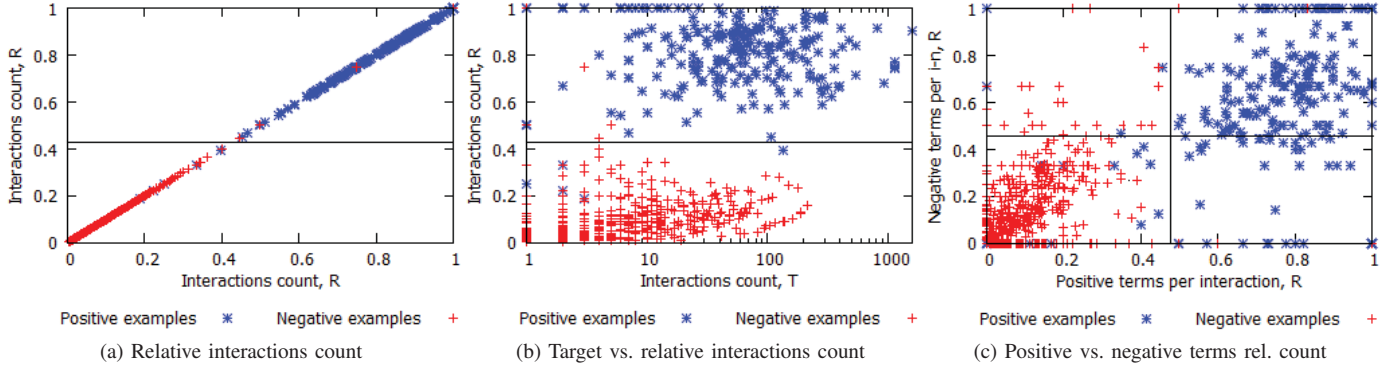 Interactions count, R
1
0.8
0.6
0.4
0.2
0
0 0.2 0.4 0.6 0.8 1
Interactions count, R
Positive examples Negative examples
(a) Relative interactions count
Interactions count, R
1
0.8
0.6
0.4
0.2
0
1 10 100 1000
Interactions count, T
Positive examples Negative examples
(b) Target vs. relative interactions count
Negative terms per i-n, R
1
0.8
0.6
0.4
0.2
0
0 0.2 0.4 0.6 0.8 1
Positive terms per interaction, R
Positive examples Negative examples
(c) Positive vs. negative terms rel. count